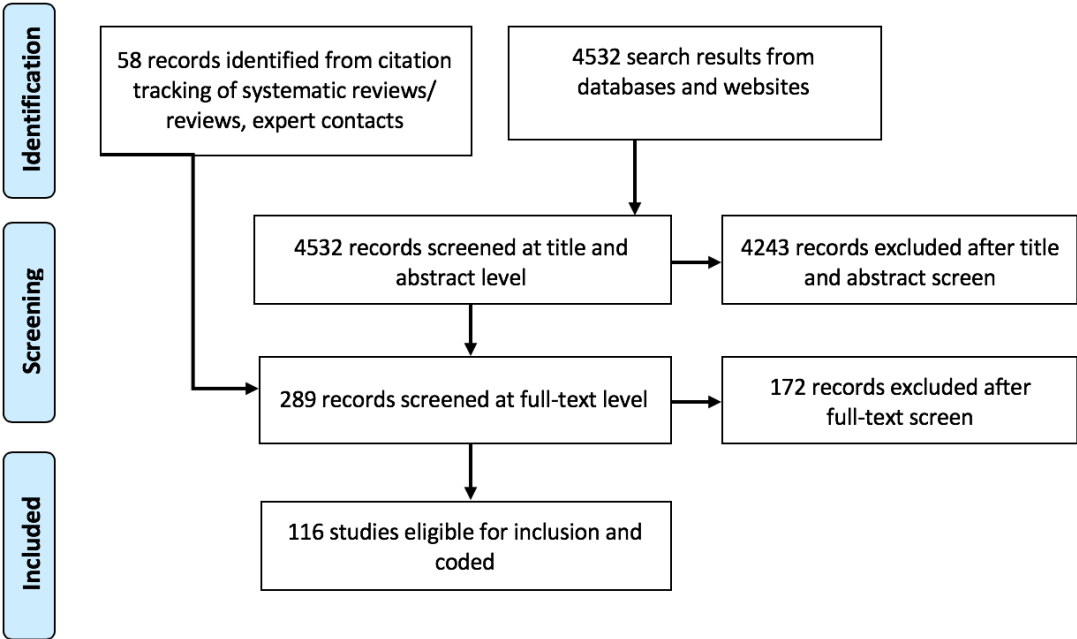 Identification
58 records identified from citation
tracking of systematic reviews/
reviews, expert contacts
4532 search results from
databases and websites
Screening
4532 records screened at title and
abstract level
4243 records excluded after title
and abstract screen
289 records screened at full-text level
172 records excluded after
full-text screen
Included
116 studies eligible for inclusion and
coded